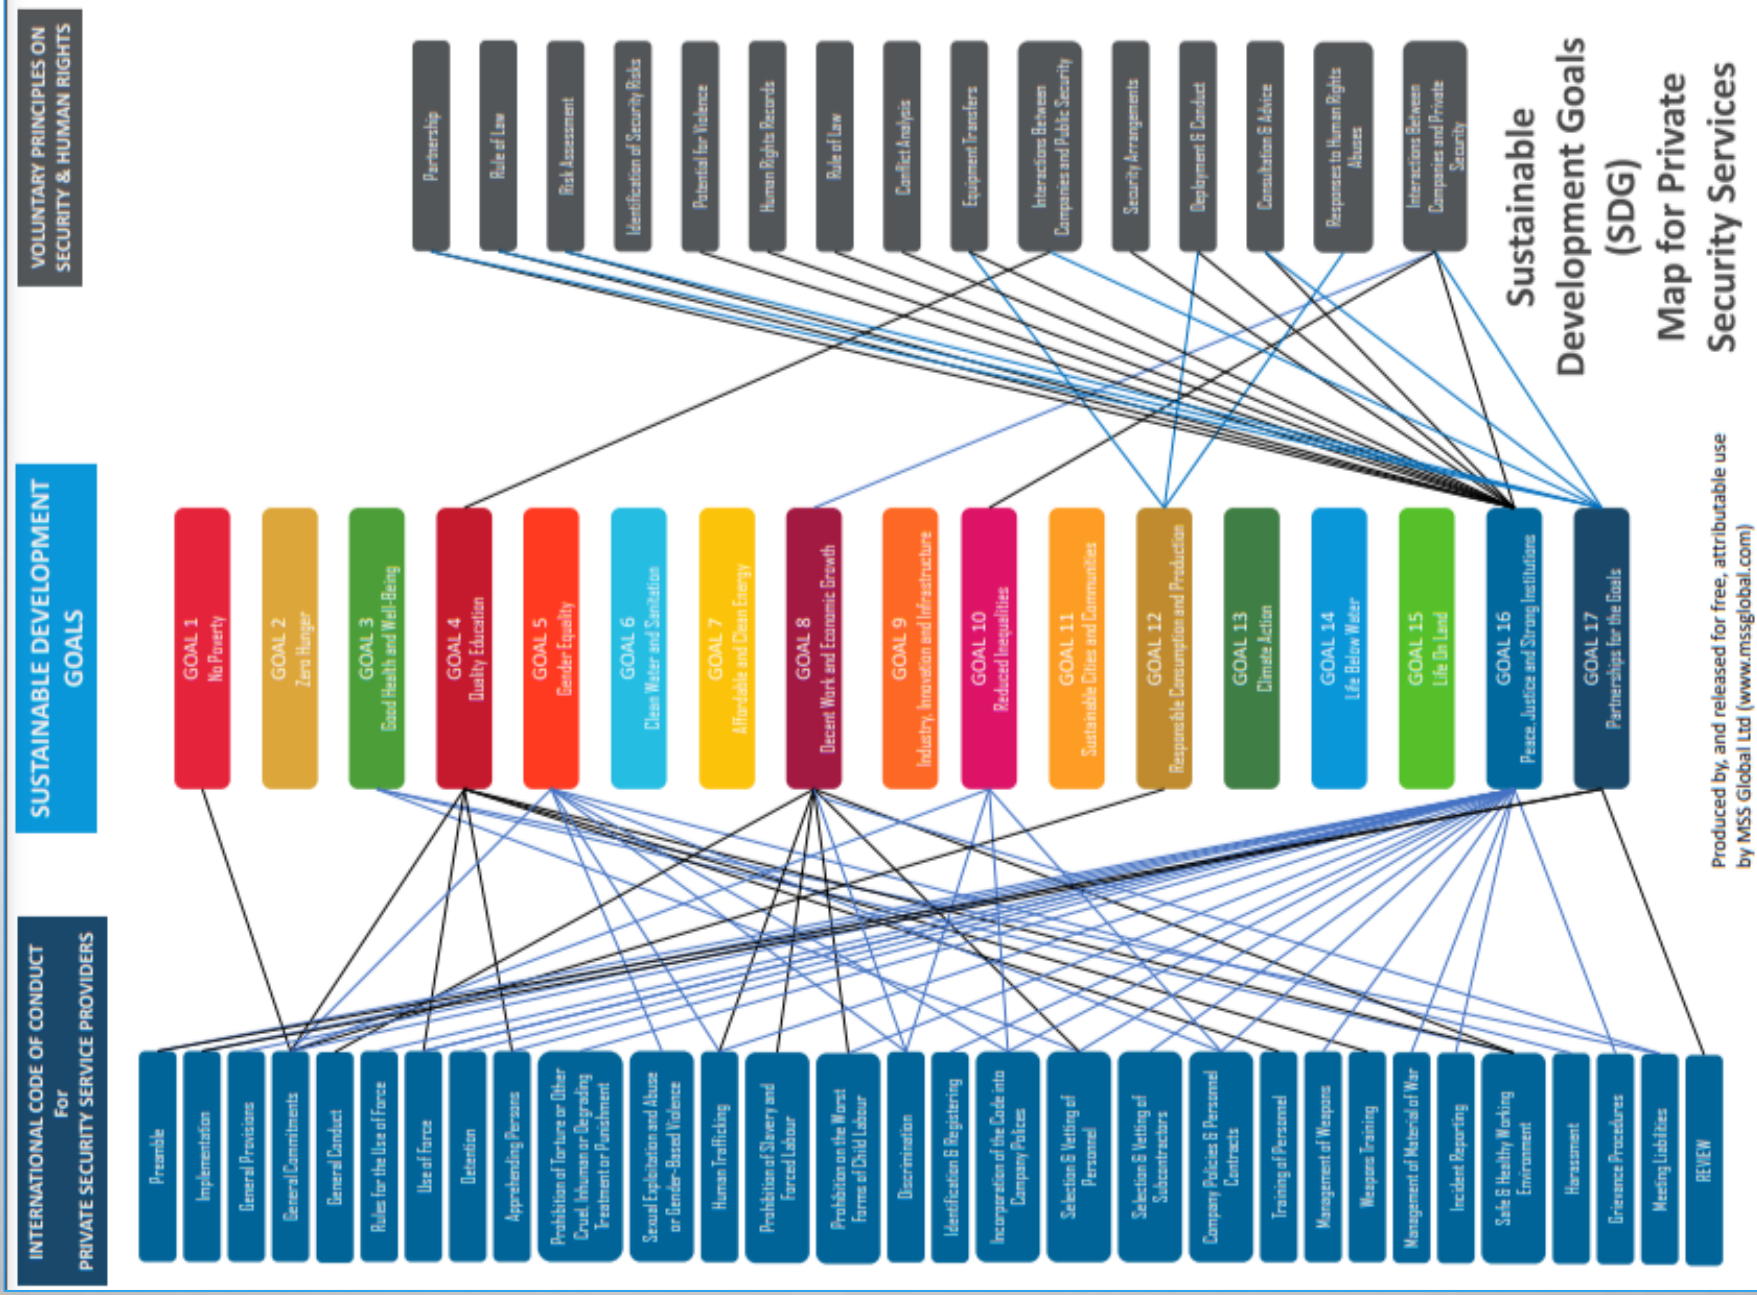 INTERNATIONAL CODE OF CONDUCT
For
PRIVATE SECURITY SERVICE PROVIDERS
Preamble
Implementation
General Provisions
General Commitments
General Conduct
Rules for the Use of Force
Use of Force
Detention
Apprehending Persons
Prohibition of Torture or Other
Cruel, Inhuman or Degrading
Treatment or Punishment
Sexual Exploitation and Abuse
or Gender-Based Violence
Human Trafficking
Prohibition of Slavery and
Forced Labour
Prohibition on the Worst
Forms of Child Labour
Discrimination
Identification & Registering
Incorporation of the Code into
Company Polices
Selection & Vetting of
Personnel
Selection & Vetting of
Subcontractors
Company Policies & Personnel
Contracts
Training of Personnel
Management of Weapons
Weapons Training
Management of Material of War
Incident Reporting
Safe & Healthy Working
Environment
Harassment
Grievance Procedures
Meeting Liabilities
REVIEW
SUSTAINABLE DEVELOPMENT
GOALS
GOAL 1
No Poverty
GOAL 2
Zero Hunger
GOAL 3
Good Health and Well-Being
GOAL 4
Quality Education
GOAL 5
Gender Equality
GOAL 6
Clean Water and Sanitation
GOAL 7
Affordable and Clean Energy
GOAL 8
Decent Work and Economic Growth
GOAL 9
Industry, Innovation and Infrastructure
GOAL 10
Reduced Inequalities
GOAL 11
Sustainable Cities and Communities
GOAL 12
Responsible Consumption and Production
GOAL 13
Climate Action
GOAL 14
Life Below Water
GOAL 15
Life On Land
GOAL 16
Peace, Justice and Strong Institutions
GOAL 17
Partnerships for the Goals
VOLUNTARY PRINCIPLES ON
SECURITY & HUMAN RIGHTS
Partnership
Rule of Law
Risk Assessment
Identification of Security Risks
Potential for Violence
Human Rights Records
Rule of Law
Conflict Analysis
Equipment Transfers
Interactions Between
Companies and Public Security
Security Arrangements
Deployment & Conduct
Consultation & Advice
Responses to Human Rights
Abuses
Interactions Between
Companies and Private
Security
Sustainable
Development Goals
(SDG)
Map for Private
Security Services
Produced by, and released for free, attributable use
by MSS Global Ltd (www.mssglobal.com)